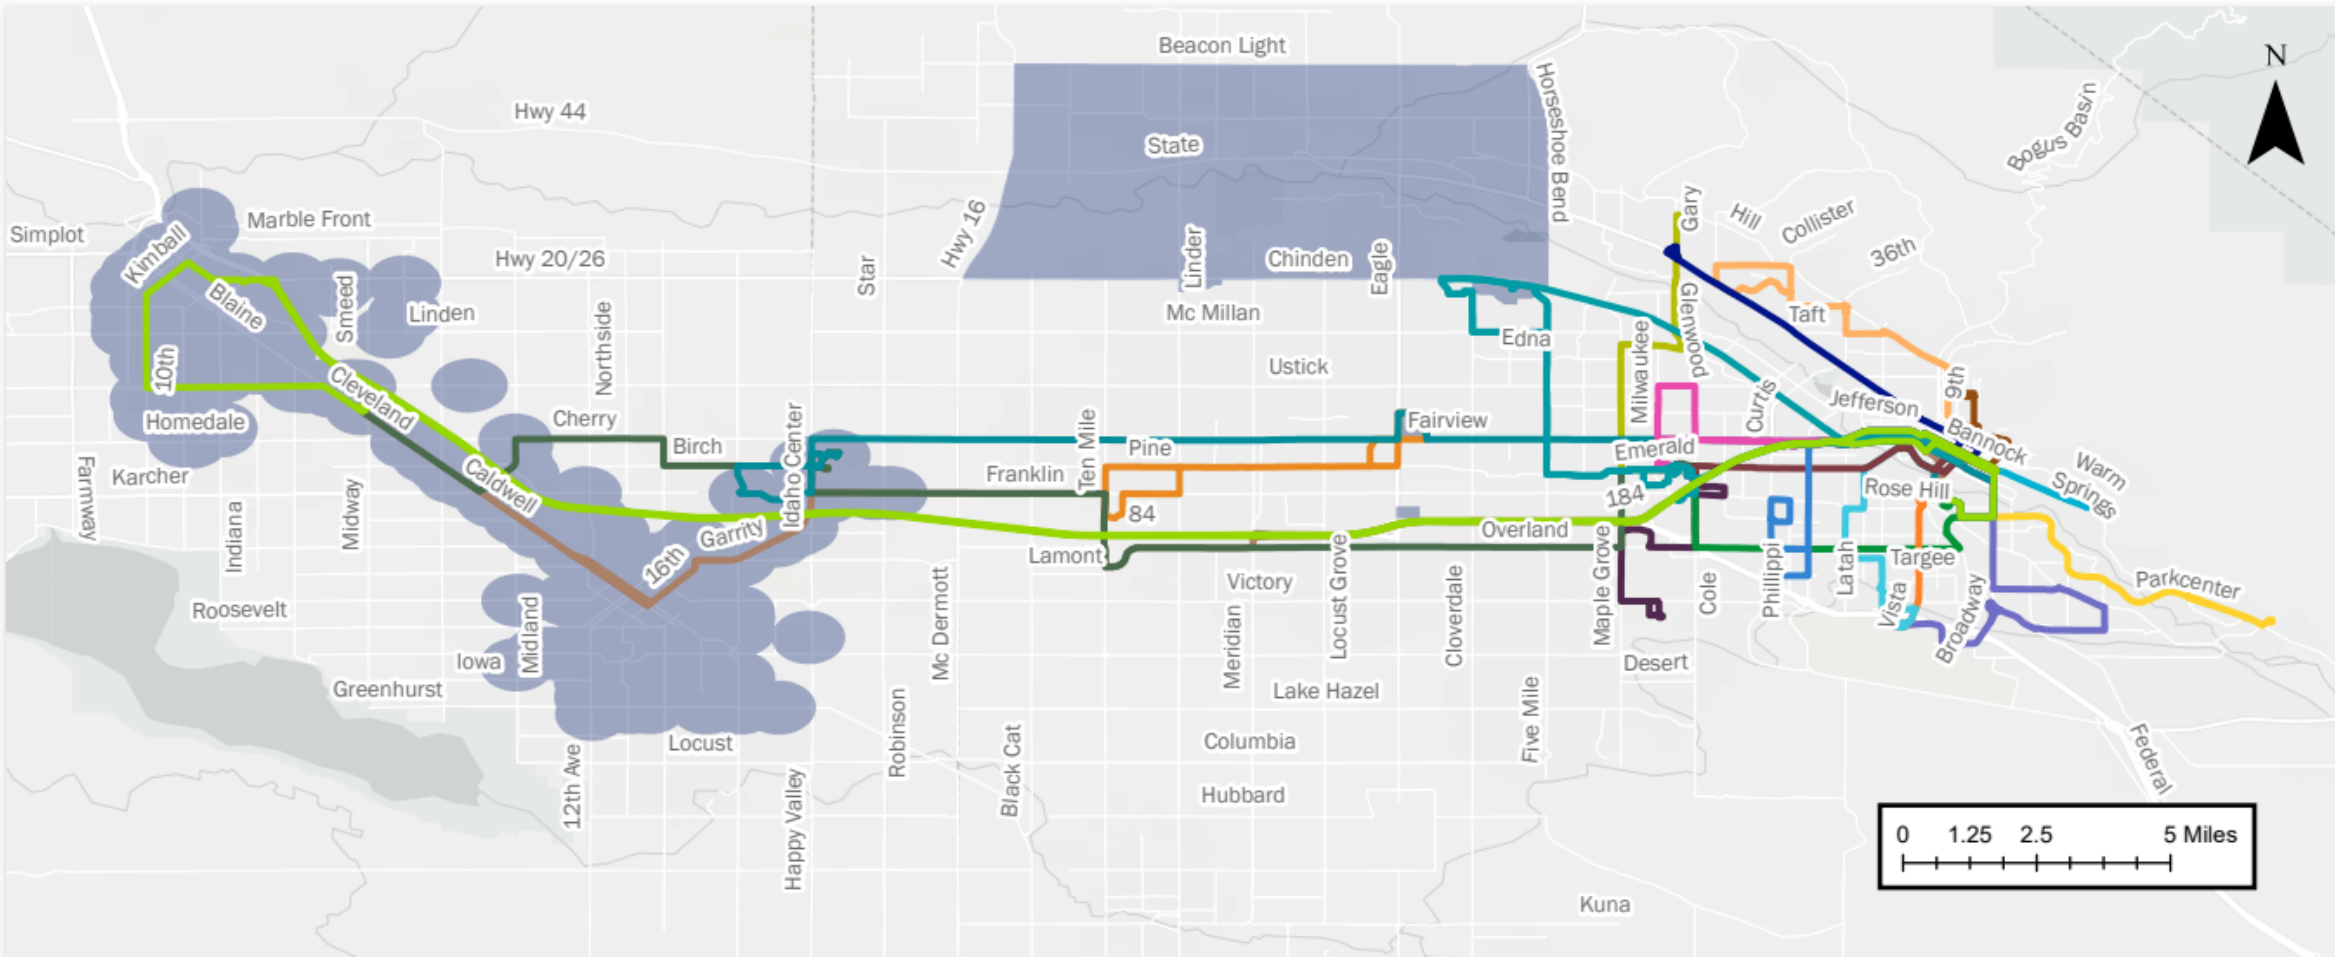 Beacon Light
N
Hwy 44
Horseshoe Bend
Bogus Basin
State
Marble Front
Simplot
Kimball
Hwy 16
Gary
Hill
Collister
36th
Hwy 20/26
Star
Linder
Chinden
Eagle
Blaine
Smeed
Linden
Northside
Mc Millan
Glenwood
Taft
Edna
Milwaukee
Ustick
10th
Cleveland
Curtis
9th
Jefferson
Homedale
Cherry
Birch
Idaho Center
Ten Mile
Pine
Fairview
Emerald
Bannock
Farmway
Karcher
Caldwell
Franklin
Warm
Springs
Rose Hill
184
84
Indiana
Midway
Garrity
16th
Overland
Lamont
Locust Grove
Maple Grove
Targee
Victory
Mc Dermott
Meridian
Cloverdale
Cole
Phillippi
Latah
Vista
Broadway
Parkcenter
Roosevelt
Midland
Iowa
Greenhurst
Desert
Lake Hazel
Robinson
Five Mile
Locust
12th Ave
Happy Valley
Black Cat
Columbia
Hubbard
Federal
Kuna
0 1.25 2.5 5 Miles